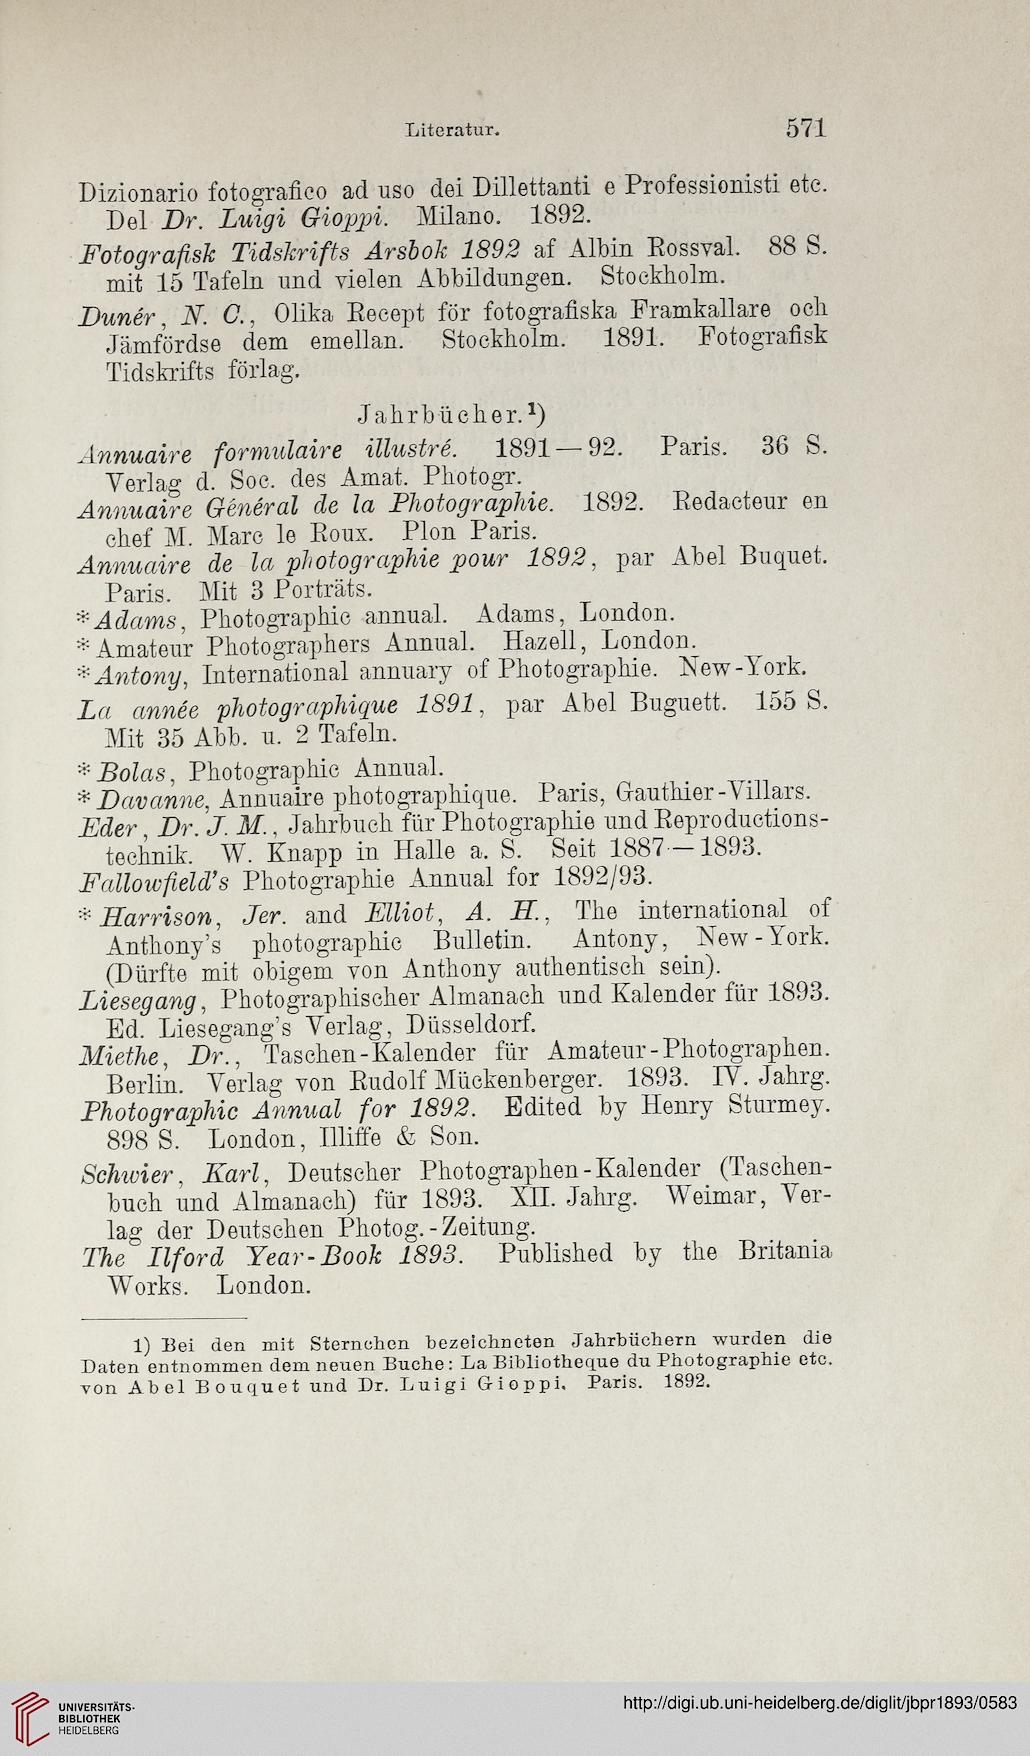 Literatur. 571
Dizionario fotografico ad uso dei Dillettanti e Professionisti etc.
Del Dr. Luigi Gioppi. Milano. 1892.
Fotografisk Tidskrifts Arsbok 1892 af Albin Rossval. 88 S.
mit 15 Tafeln und vielen Abbildungen. Stockholm.
Dunér, N. C., Olika Recept för fotografiska Framkallare och
Jämfördse dem emellan. Stockholm. 1891. Fotografisk
Tidskrifts förlag.
Jahrbücher.¹)
Annuaire formulaire illustré. 1891—92. Paris. 36 S.
Verlag d. Soc. des Amat. Photogr.
Annuaire Général de la Photographie. 1892. Redacteur en
chef M. Marc le Roux. Plon Paris.
Annuaire de la photographie pour 1892, par Abel Buquet.
Paris. Mit 3 Porträts.
*Adams, Photographic annual. Adams, London.
*Amateur Photographers Annual. Hazell, London.
*Antony, International annuary of Photographie. New-York.
La année photographique 1891, par Abel Buguett. 155 S.
Mit 35 Abb. u. 2 Tafeln.
*Bolas, Photographic Annual.
*Davanne, Annuaire photographique. Paris, Gauthier-Villars.
Eder, Dr. J. M., Jahrbuch für Photographie und Reproductions-
technik. W. Knapp in Halle a. S. Seit 1887—1893.
Fallowfield's Photographie Annual for 1892/93.
*Harrison, Jer. and Elliot, A. H., The international of
Anthony's photographic Bulletin. Antony, New-York.
(Dürfte mit obigem von Anthony authentisch sein).
Liesegang, Photographischer Almanach und Kalender für 1893.
Ed. Liesegang's Verlag, Düsseldorf.
Miethe, Dr., Taschen-Kalender für Amateur-Photographen.
Berlin. Verlag von Rudolf Mückenberger. 1893. IV. Jahrg.
Photographic Annual for 1892. Edited by Henry Sturmey.
898 S. London, Illiffe & Son.
Schwier, Karl, Deutscher Photographen-Kalender (Taschen-
buch und Almanach) für 1893. XII. Jahrg. Weimar, Ver-
lag der Deutschen Photog.-Zeitung.
The Ilford Year-Book 1893. Published by the Britania
Works. London.
1) Bei den mit Sternchen bezeichneten Jahrbüchern wurden die
Daten entnommen dem neuen Buche: La Bibliotheque du Photographie etc.
von Abel Bouquet und Dr. Luigi Gioppi. Paris. 1892.
UNIVERSITÄTS-
BIBLIOTHEK
HEIDELBERG
http://digi.ub.uni-heidelberg.de/diglit/jbpr1893/0583